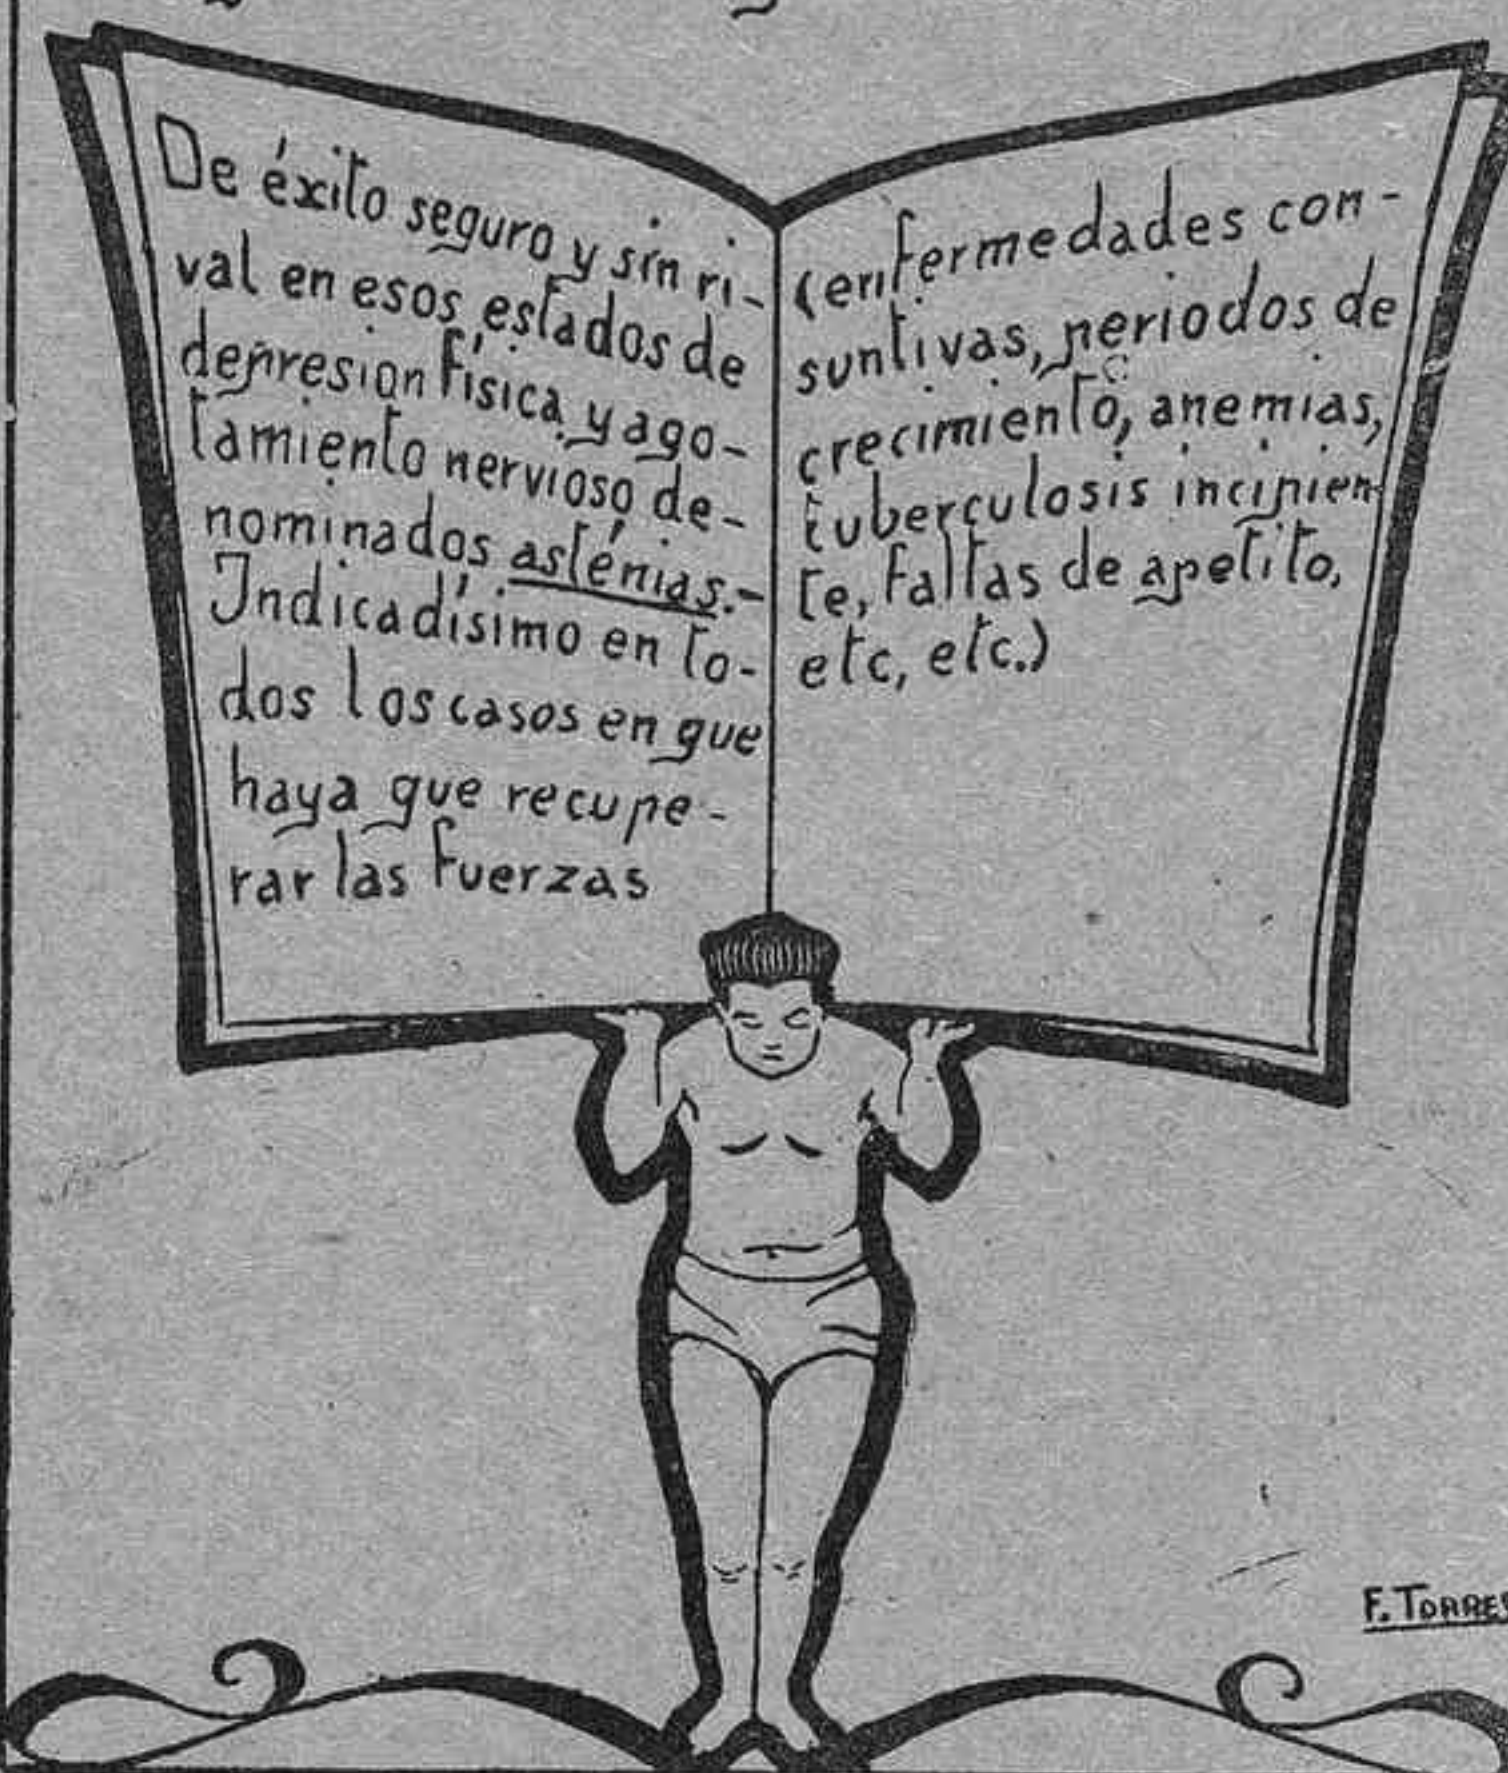 De éxito seguro y sin ri-
val en esos estados de
depresion física y ago-
tamiento nervioso de-
nominados asténias.-
Indicadísimo en to-
dos los casos en que
haya que recupe-
rar las fuerzas
(enfermedades con-
suntivas, periodos de
crecimiento, anemias,
tuberculosis incipien-
te, faltas de apetito,
etc, etc.)
F. TORRES